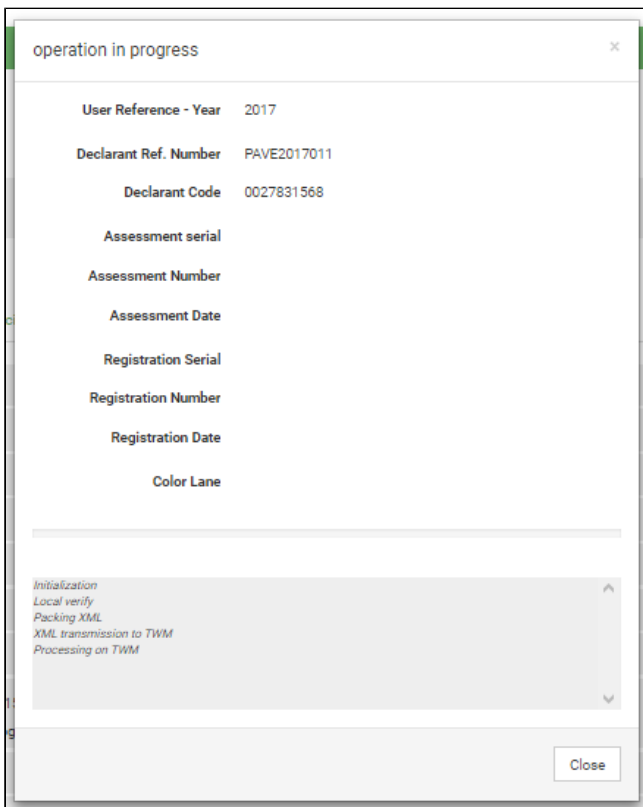 operation in progress ×
User Reference - Year 2017
Declarant Ref. Number PAVE2017011
Declarant Code 0027831568
Assessment serial
Assessment Number
Assessment Date
Registration Serial
Registration Number
Registration Date
Color Lane
Initialization
Local verify
Packing XML
XML transmission to TWM
Processing on TWM
Close